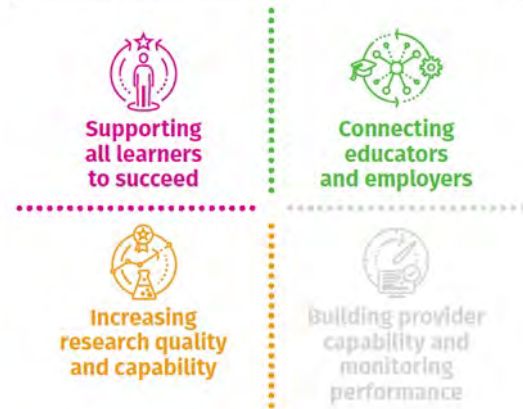 Supporting
all learners
to succeed
Connecting
educators
and employers
Increasing
research quality
and capability
Building provider
capability and
monitoring
performance